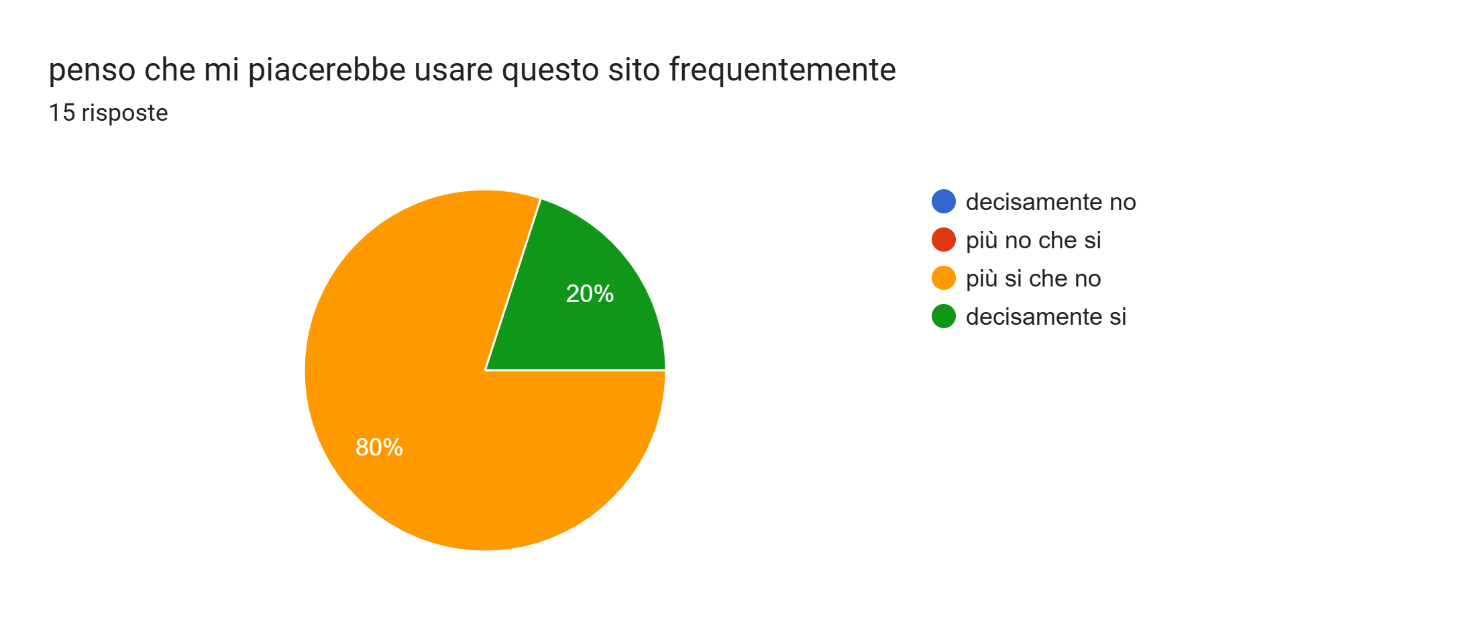 penso che mi piacerebbe usare questo sito frequentemente
15 risposte
decisamente no
più no che si
più si che no
decisamente si
20%
80%